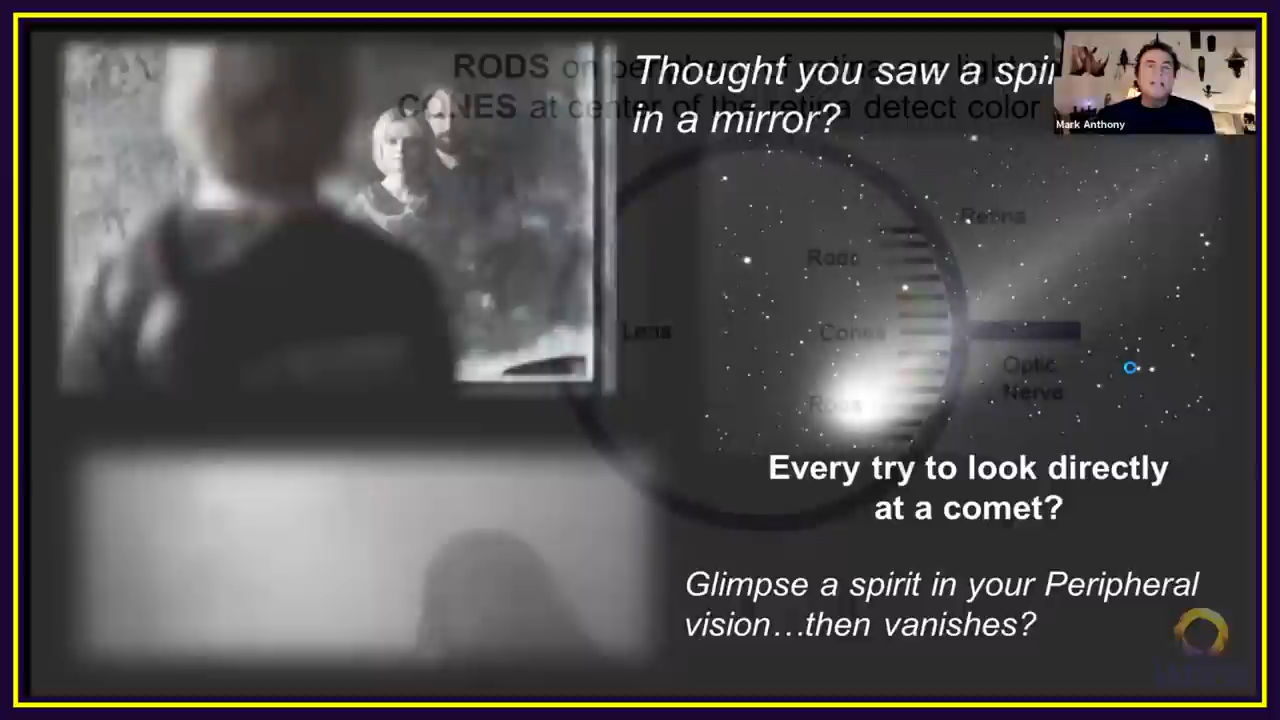 Thought you saw a spi
in a mirror?
RODS on
CONES at center of the retina detect color
Mark Anthony
Retina
Rods
Lens
Cones
Optic
Nerve
Rods
Every try to look directly
at a comet?
Glimpse a spirit in your Peripheral
vision…then vanishes?